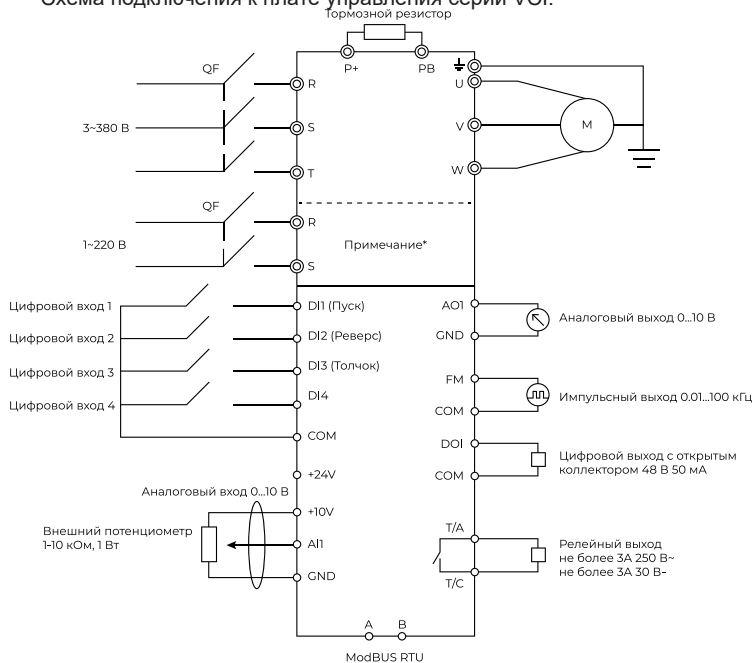 Схема подключения к плате управления серии VCI:
Тормозной резистор
P+
PB
QF
R
U
3~380 В
S
V
M
T
W
QF
R
1~220 В
Примечание*
S
Цифровой вход 1
DI1 (Пуск)
AO1
Аналоговый выход 0...10 В
Цифровой вход 2
DI2 (Реверс)
GND
Цифровой вход 3
DI3 (Толчок)
FM
Импульсный выход 0.01...100 кГц
Цифровой вход 4
DI4
COM
COM
DO1
Цифровой выход с открытым
коллектором 48 В 50 мА
+24V
COM
Аналоговый вход 0...10 В
+10V
Внешний потенциометр
1-10 кОм, 1 Вт
AI1
GND
T/A
Релейный выход
не более 3А 250 В~
не более 3А 30 В-
T/C
A
B
ModBUS RTU